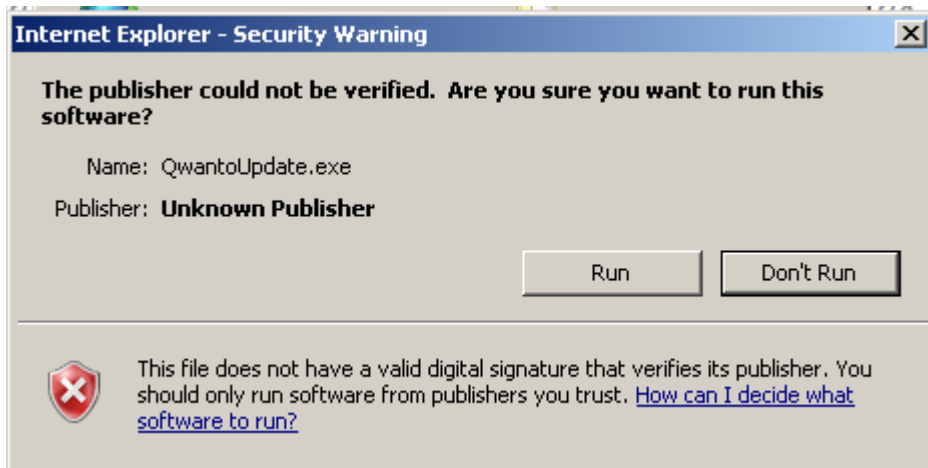 Internet Explorer - Security Warning
The publisher could not be verified.  Are you sure you want to run this
software?
Name: QwantoUpdate.exe
Publisher: Unknown Publisher
Run
Don't Run
This file does not have a valid digital signature that verifies its publisher. You
should only run software from publishers you trust. How can I decide what
software to run?